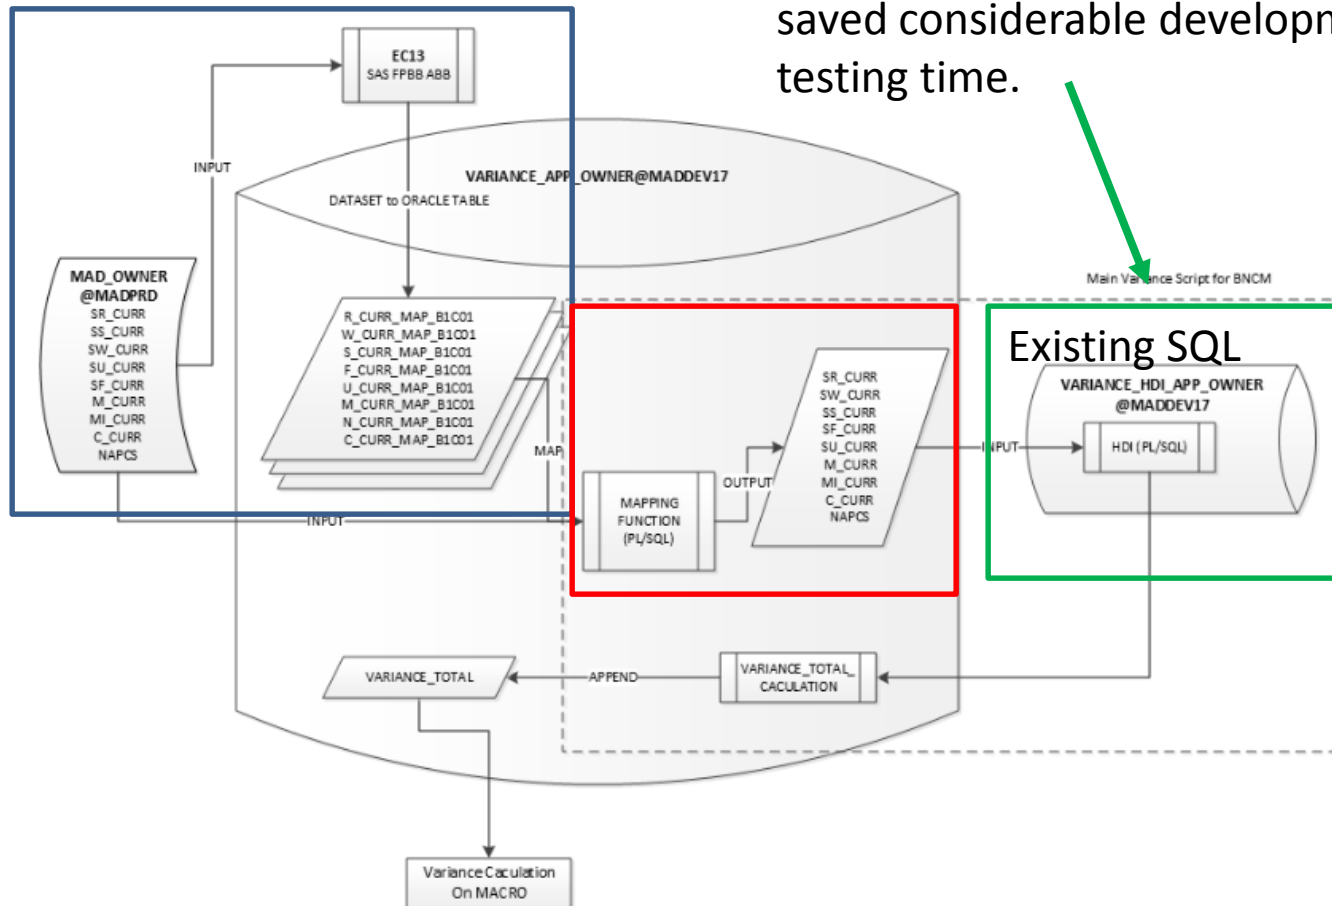 saved considerable developm
testing time.
EC13
SAS FPBB ABB
INPUT
VARIANCE_APP_OWNER@MADDEV17
DATASET to ORACLE TABLE
MAD_OWNER
@MADPRD
SR_CURR
SS_CURR
SW_CURR
SU_CURR
SF_CURR
M_CURR
MI_CURR
C_CURR
NAPCS
R_CURR_MAP_B1C01
W_CURR_MAP_B1C01
S_CURR_MAP_B1C01
F_CURR_MAP_B1C01
U_CURR_MAP_B1C01
M_CURR_MAP_B1C01
N_CURR_MAP_B1C01
C_CURR_MAP_B1C01
MAP
INPUT
MAPPING
FUNCTION
(PL/SQL)
OUTPUT
SR_CURR
SW_CURR
SS_CURR
SF_CURR
SU_CURR
M_CURR
MI_CURR
C_CURR
NAPCS
INPUT
Main Variance Script for BNCM
Existing SQL
VARIANCE_HDI_APP_OWNER
@MADDEV17
HDI (PL/SQL)
VARIANCE_TOTAL
APPEND
VARIANCE_TOTAL_
CACULATION
Variance Caculation
On MACRO